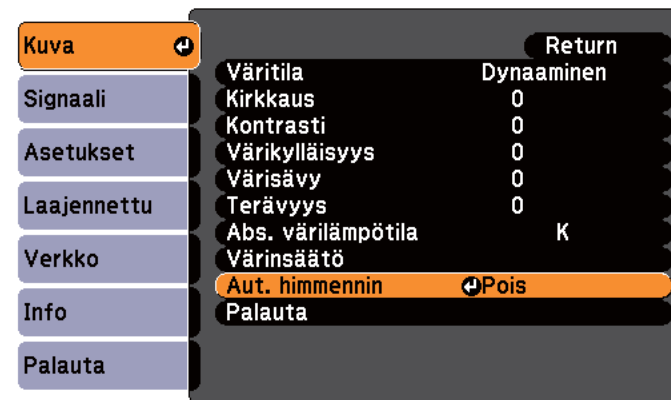 Kuva
Signaali
Asetukset
Laajennettu
Verkko
Info
Palauta
Return
Väritila Dynaaminen
Kirkkaus 0
Kontrasti 0
Värikylläisyys 0
Värisävy 0
Terävyys 0
Abs. värilämpötila K
Värinsäätö
Aut. himmennin Pois
Palauta